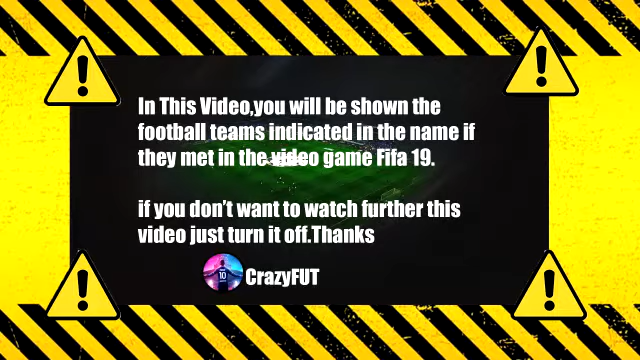 In This Video,you will be shown the
football teams indicated in the name if
they met in the video game Fifa 19.
if you don't want to watch further this
video just turn it off.Thanks
CrazyFUT